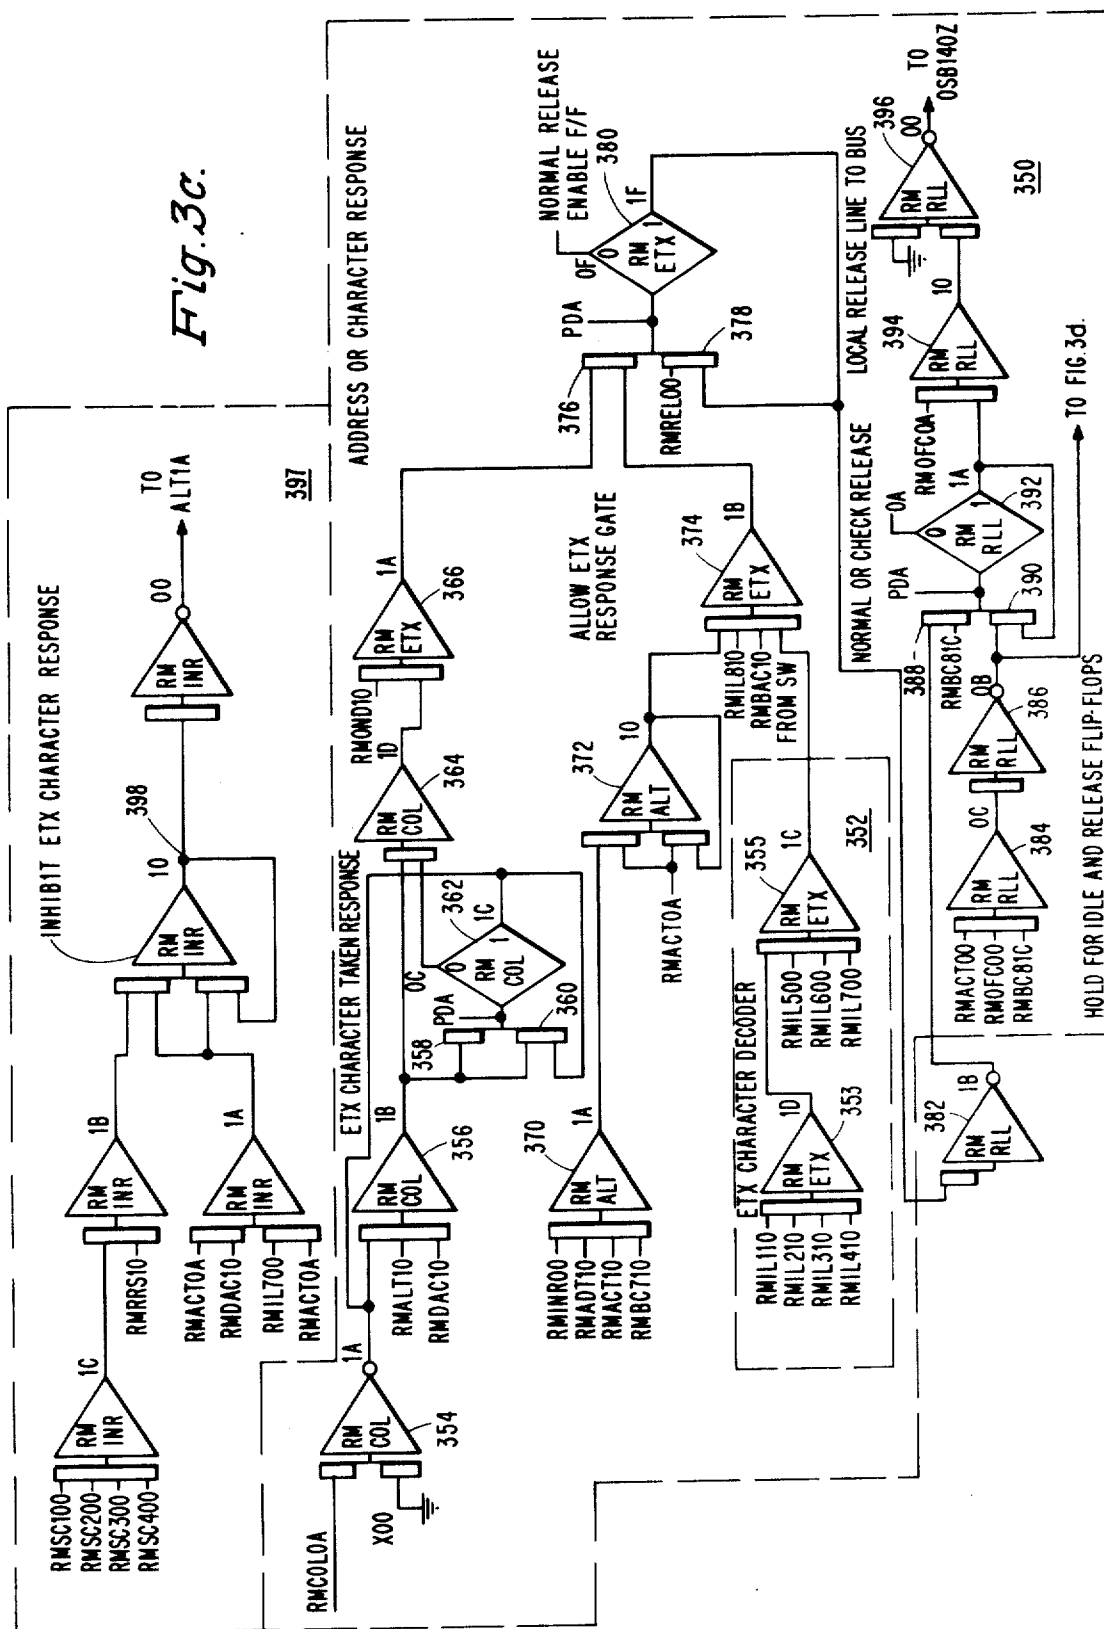 Fig. 3c.
INHIBIT ETX CHARACTER RESPONSE
RMSC100
RMSC200
RMSC300
RMSC400
RM
INR
1C
RMRRS10
RM
INR
1B
RMACT0A
RMDAC10
RMIL700
RMACT0A
RM
INR
1A
RM
INR
10
398
RM
INR
00
TO
ALT1A
397
ADDRESS OR CHARACTER RESPONSE
ETX CHARACTER TAKEN RESPONSE
RMCOL0A
X00
RM
COL
1A
354
RMALT10
RMDAC10
RM
COL
1B
356
358
PDA
360
0C
0
RM
COL
1
1C
362
RM
COL
1D
364
RMOND10
RM
ETX
1A
366
RMINR00
RMADT10
RMACT10
RMBC710
RM
ALT
1A
370
RMACT0A
RM
ALT
10
372
ALLOW ETX
RESPONSE GATE
RMIL810
RMBAC10
FROM SW
RM
ETX
1B
374
376
PDA
RMREL00
378
0F
0
RM
ETX
1
1F
NORMAL RELEASE
ENABLE F/F
380
ETX CHARACTER DECODER
RMIL110
RMIL210
RMIL310
RMIL410
RM
ETX
1D
353
RMIL500
RMIL600
RMIL700
RM
ETX
1C
355
352
NORMAL OR CHECK RELEASE
LOCAL RELEASE LINE TO BUS
382
RM
RLL
1B
RMACT00
RMOFC00
RMBC81C
RM
RLL
0C
384
RM
RLL
0B
386
388
RMBC81C
PDA
390
0A
0
RM
RLL
1
1A
392
RMOFC0A
RM
RLL
10
394
RM
RLL
00
396
TO
OSB140Z
350
TO FIG. 3d.
HOLD FOR IDLE AND RELEASE FLIP-FLOPS